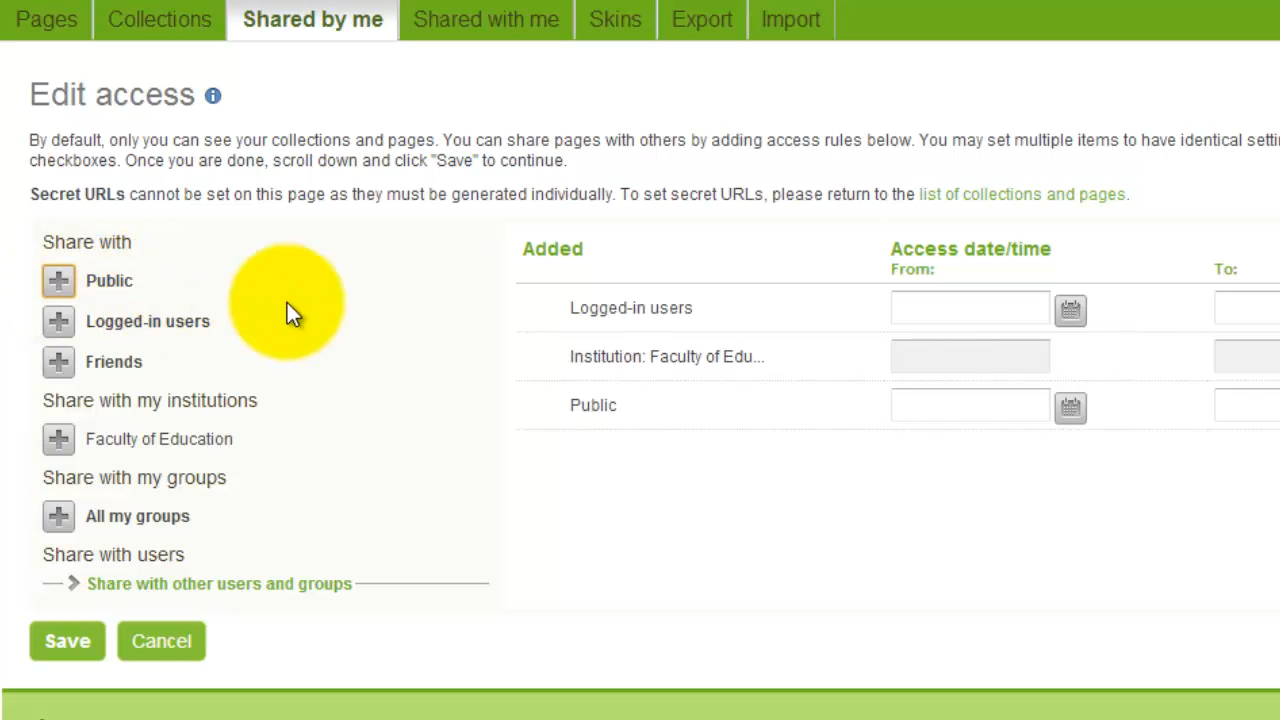 Pages Collections Shared by me Shared with me Skins Export Import
Edit access
By default, only you can see your collections and pages. You can share pages with others by adding access rules below. You may set multiple items to have identical
checkboxes. Once you are done, scroll down and click "Save" to continue.
Secret URLs cannot be set on this page as they must be generated individually. To set secret URLs, please return to the list of collections and pages.
Share with
Public
Logged-in users
Friends
Share with my institutions
Faculty of Education
Share with my groups
All my groups
Share with users
Share with other users and groups
Added Access date/time
From: To:
Logged-in users
Institution: Faculty of Edu...
Public
Save Cancel